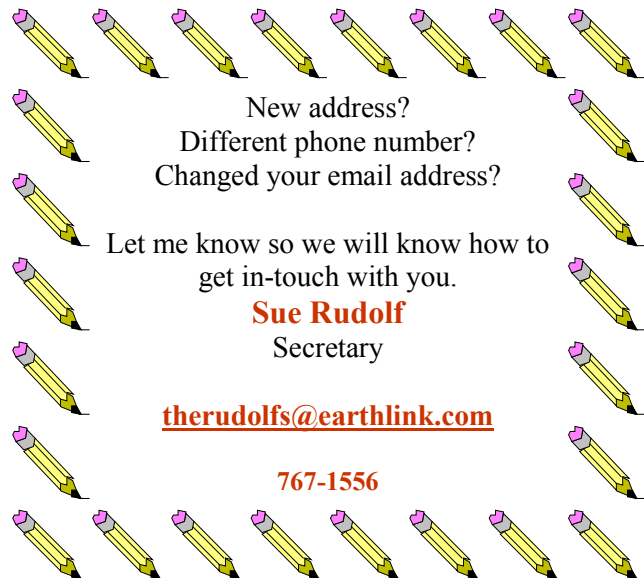 New address?
Different phone number?
Changed your email address?
Let me know so we will know how to
get in-touch with you.
Sue Rudolf
Secretary
therudolfs@earthlink.com
767-1556